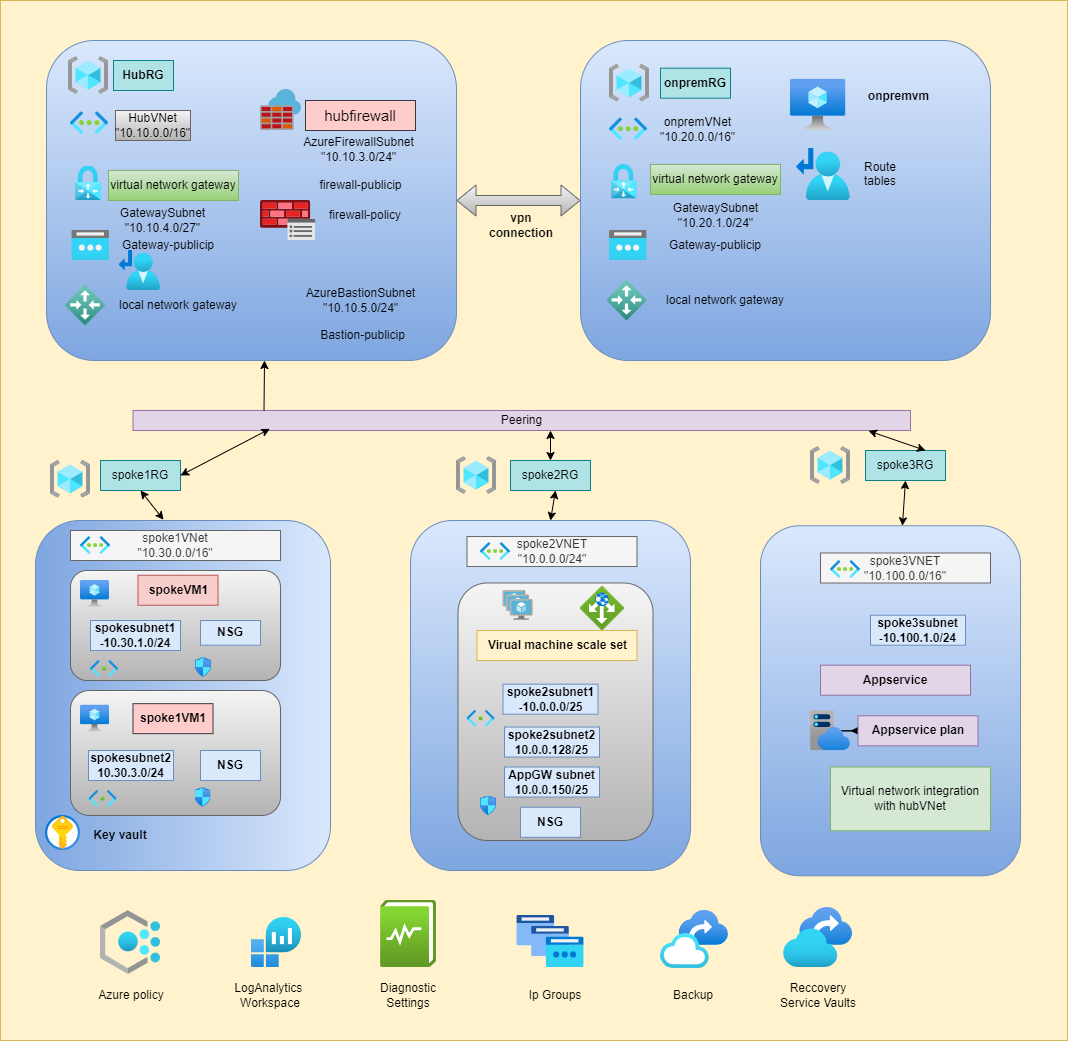 HubRG
HubVNet
"10.10.0.0/16"
virtual network gateway
GatewaySubnet
"10.10.4.0/27"
Gateway-publicip
local network gateway
hubfirewall
AzureFirewallSubnet
"10.10.3.0/24"
firewall-publicip
firewall-policy
AzureBastionSubnet
"10.10.5.0/24"
Bastion-publicip
vpn
connection
onpremRG
onpremVNet
"10.20.0.0/16"
virtual network gateway
GatewaySubnet
"10.20.1.0/24"
Gateway-publicip
local network gateway
onpremvm
Route
tables
Peering
spoke1RG
spoke2RG
spoke3RG
spoke1VNet
"10.30.0.0/16"
spokeVM1
spokesubnet1
-10.30.1.0/24
NSG
spoke1VM1
spokesubnet2
10.30.3.0/24
NSG
Key vault
spoke2VNET
"10.0.0.0/24"
Virual machine scale set
spoke2subnet1
-10.0.0.0/25
spoke2subnet2
10.0.0.128/25
AppGW subnet
10.0.0.150/25
NSG
spoke3VNET
"10.100.0.0/16"
spoke3subnet
-10.100.1.0/24
Appservice
Appservice plan
Virtual network integration
with hubVNet
Azure policy
LogAnalytics
Workspace
Diagnostic
Settings
Ip Groups
Backup
Reccovery
Service Vaults